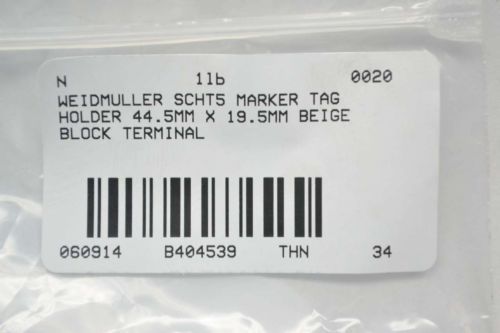 N 1lb 0020
WEIDMULLER SCHT5 MARKER TAG
HOLDER 44.5MM X 19.5MM BEIGE
BLOCK TERMINAL
060914 B404539 THN 34